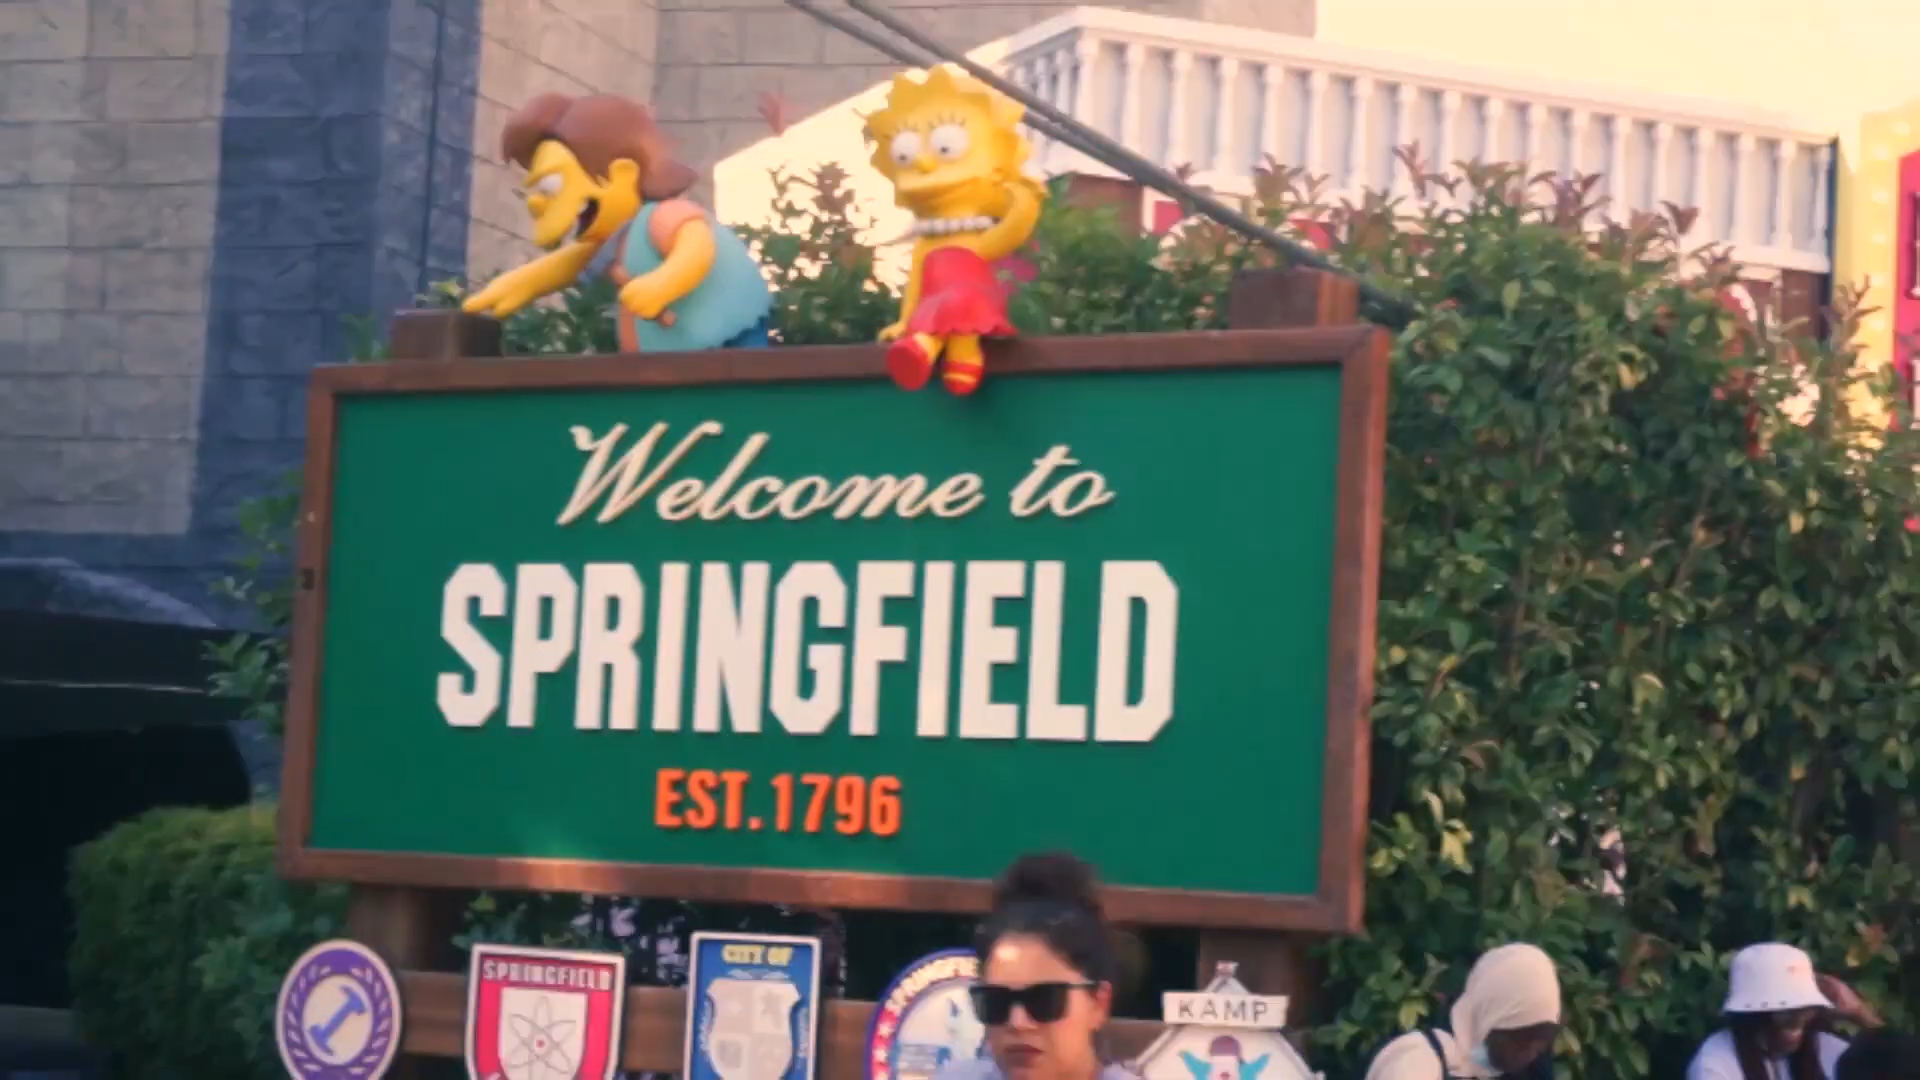 Welcome to
SPRINGFIELD
EST. 1796
SPRINGFIELD
CITY OF
KAMP